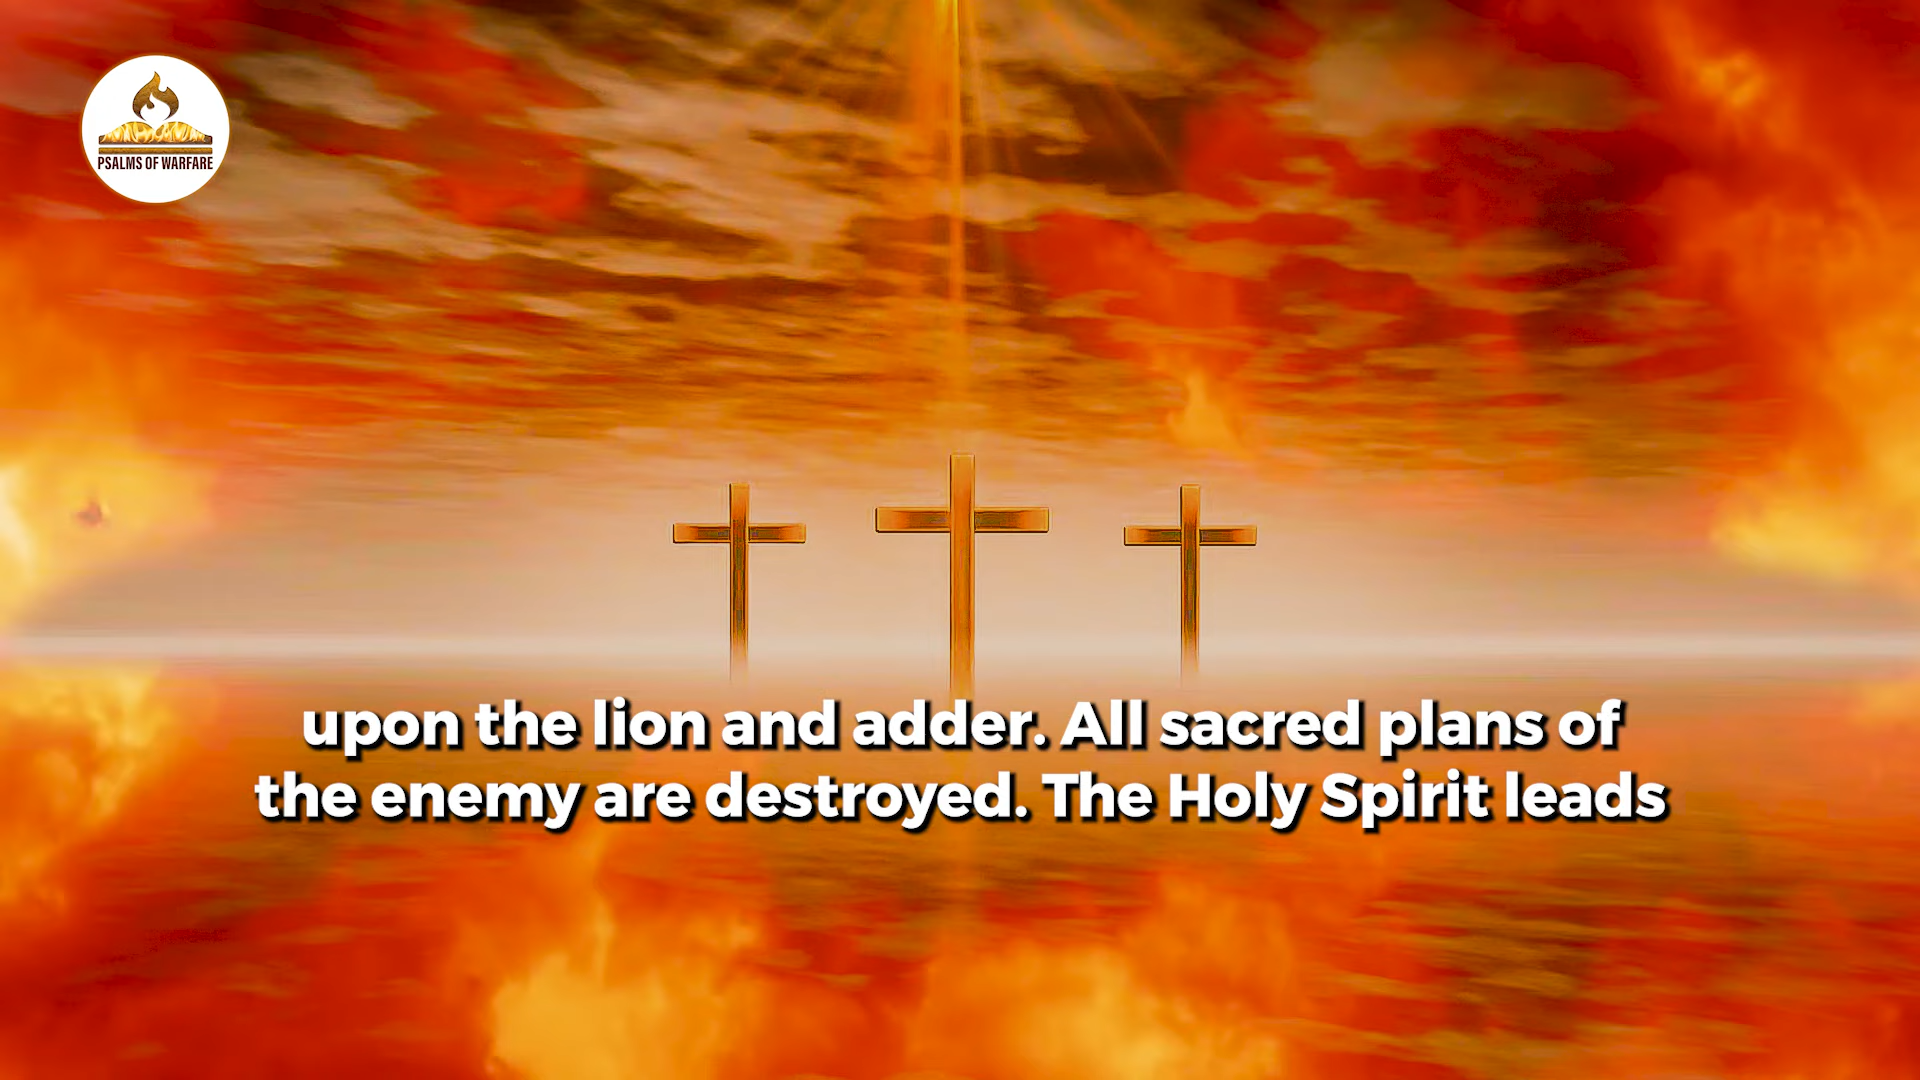 PSALMS OF WARFARE
upon the lion and adder. All sacred plans of
the enemy are destroyed. The Holy Spirit leads